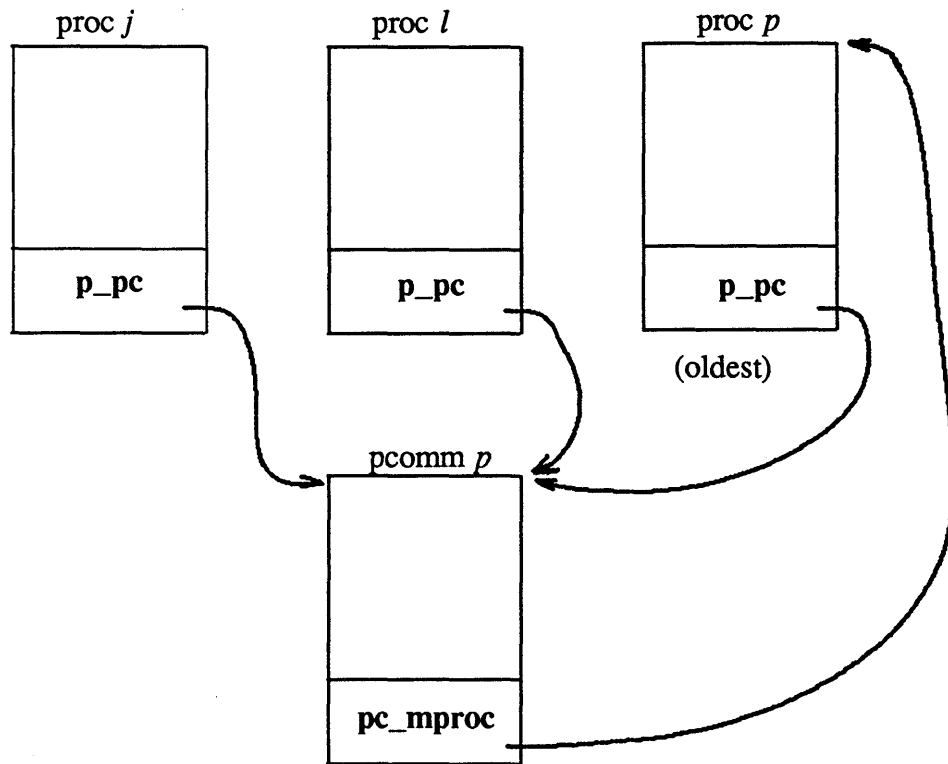 proc j
proc l
proc p
p_pc
p_pc
p_pc
(oldest)
pcomm p
pc_mproc